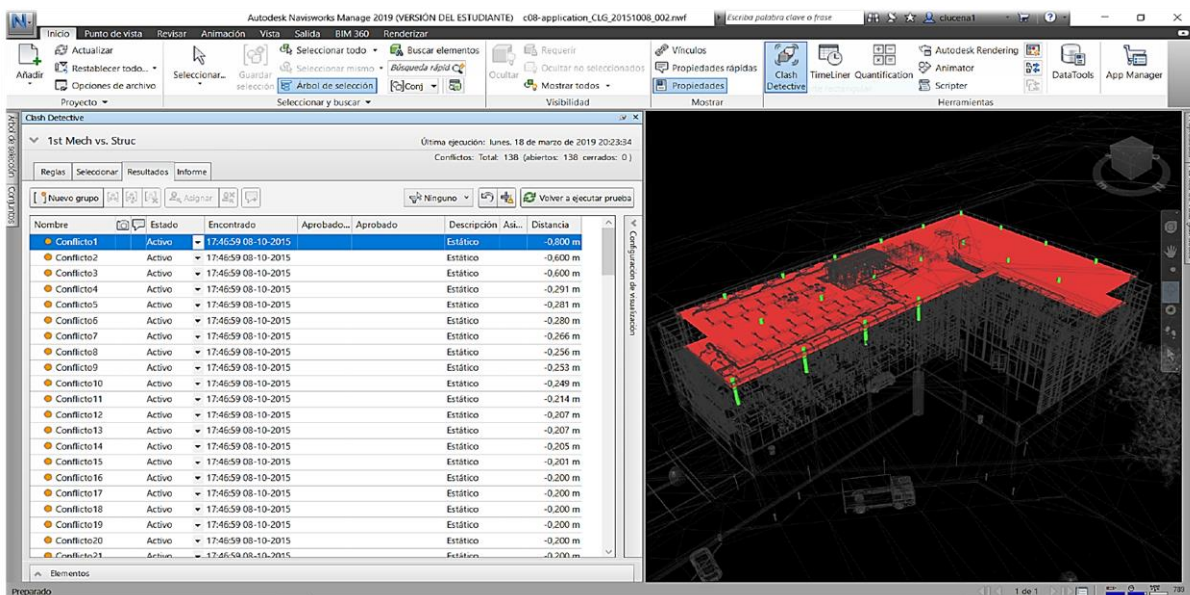 Autodesk Navisworks Manage 2019 (VERSIÓN DEL ESTUDIANTE) c08-application_CLG_20151008_002.nwf Escriba palabra clave o frase clucena1
Inicio Punto de vista Revisar Animación Vista Salida BIM 360 Renderizar
Actualizar Seleccionar todo Buscar elementos Requerir Vínculos Autodesk Rendering
Restablecer todo... Seleccionar mismo Búsqueda rápida Ocultar no seleccionados Propiedades rápidas Animator
Añadir Opciones de archivo Seleccionar... Guardar selección Árbol de selección Conj Ocultar Mostrar todos Propiedades Clash Detective TimeLiner Quantification Scripter DataTools App Manager
Proyecto Seleccionar y buscar Visibilidad Mostrar Herramientas
Clash Detective
Árbol de selección
Conjuntos
1st Mech vs. Struc Última ejecución: lunes, 18 de marzo de 2019 20:23:34
Conflictos: Total: 138 (abiertos: 138 cerrados: 0)
Reglas Seleccionar Resultados Informe
Nuevo grupo Asignar Ninguno Volver a ejecutar prueba
Nombre Estado Encontrado Aprobado... Aprobado Descripción Asi... Distancia
Conflicto1 Activo 17:46:59 08-10-2015 Estático -0,800 m
Conflicto2 Activo 17:46:59 08-10-2015 Estático -0,600 m
Conflicto3 Activo 17:46:59 08-10-2015 Estático -0,600 m
Conflicto4 Activo 17:46:59 08-10-2015 Estático -0,291 m
Conflicto5 Activo 17:46:59 08-10-2015 Estático -0,281 m
Conflicto6 Activo 17:46:59 08-10-2015 Estático -0,280 m
Conflicto7 Activo 17:46:59 08-10-2015 Estático -0,266 m
Conflicto8 Activo 17:46:59 08-10-2015 Estático -0,256 m
Conflicto9 Activo 17:46:59 08-10-2015 Estático -0,253 m
Conflicto10 Activo 17:46:59 08-10-2015 Estático -0,249 m
Conflicto11 Activo 17:46:59 08-10-2015 Estático -0,214 m
Conflicto12 Activo 17:46:59 08-10-2015 Estático -0,207 m
Conflicto13 Activo 17:46:59 08-10-2015 Estático -0,207 m
Conflicto14 Activo 17:46:59 08-10-2015 Estático -0,205 m
Conflicto15 Activo 17:46:59 08-10-2015 Estático -0,201 m
Conflicto16 Activo 17:46:59 08-10-2015 Estático -0,200 m
Conflicto17 Activo 17:46:59 08-10-2015 Estático -0,200 m
Conflicto18 Activo 17:46:59 08-10-2015 Estático -0,200 m
Conflicto19 Activo 17:46:59 08-10-2015 Estático -0,200 m
Conflicto20 Activo 17:46:59 08-10-2015 Estático -0,200 m
Conflicto21 Activo 17:46:59 08-10-2015 Estático -0,200 m
Configuración de visualización
Elementos
Preparado 1 de 1 789